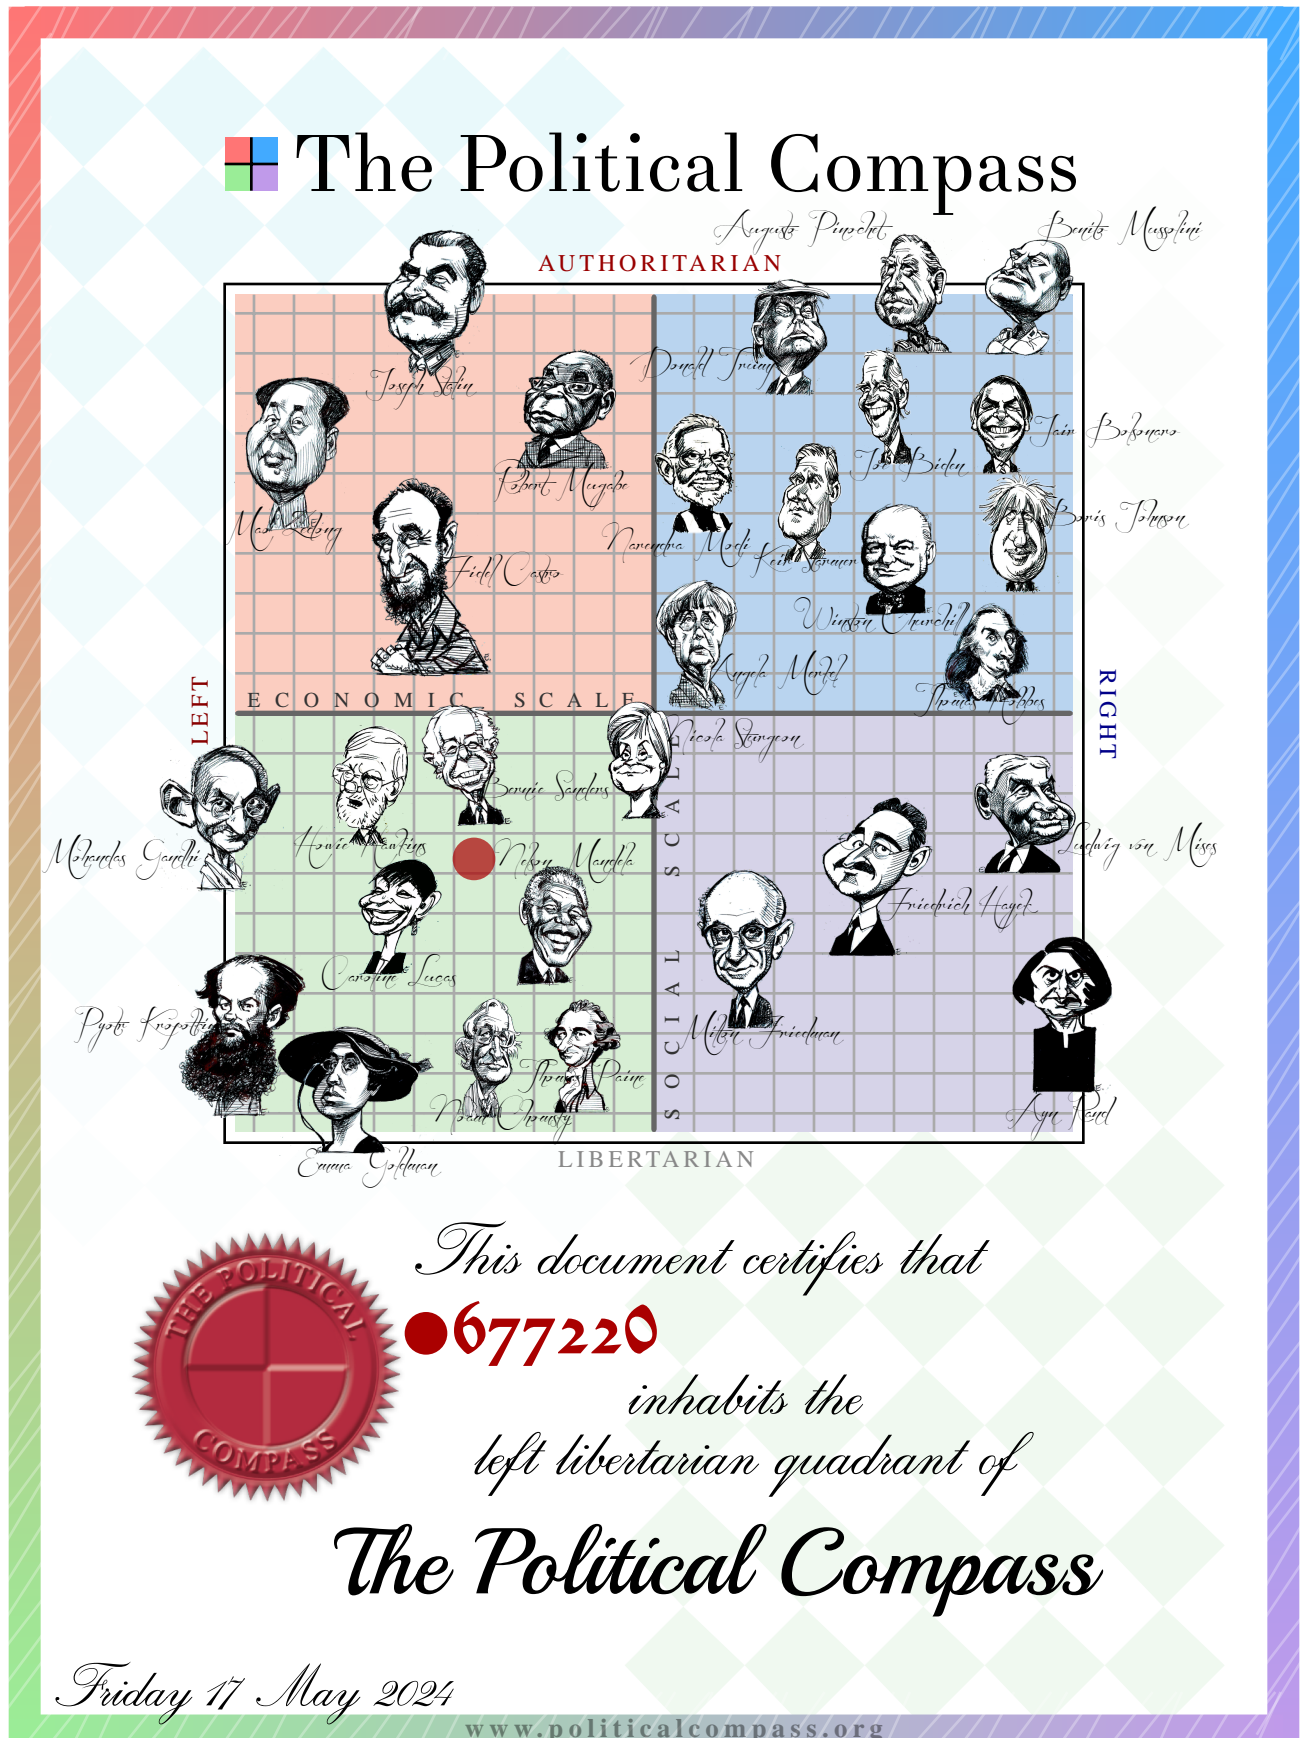 The Political Compass
Augusto Pinochet
Benito Mussolini
AUTHORITARIAN
Donald Trump
Joseph Stalin
Jair Bolsonaro
Joe Biden
Robert Mugabe
Mao Zedong
Boris Johnson
Narendra Modi
Keir Starmer
Fidel Castro
Winston Churchill
Angela Merkel
Thomas Hobbes
ECONOMIC SCALE
LEFT
RIGHT
Nicola Sturgeon
Bernie Sanders
Howie Hawkins
Mohandas Gandhi
Nelson Mandela
Ludwig von Mises
Friedrich Hayek
Caroline Lucas
SOCIAL SCALE
Pyotr Kropotkin
Milton Friedman
Thomas Paine
Noam Chomsky
Ayn Rand
Emma Goldman
LIBERTARIAN
THE POLITICAL
COMPASS
This document certifies that
677220
inhabits the
left libertarian quadrant of
The Political Compass
Friday 17 May 2024
www.politicalcompass.org